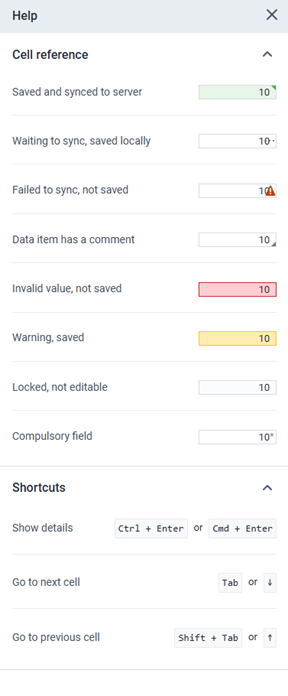 Help
Cell reference
Saved and synced to server 10
Waiting to sync, saved locally 10
Failed to sync, not saved 10
Data item has a comment 10
Invalid value, not saved 10
Warning, saved 10
Locked, not editable 10
Compulsory field 10*
Shortcuts
Show details Ctrl + Enter or Cmd + Enter
Go to next cell Tab or ↓
Go to previous cell Shift + Tab or ↑